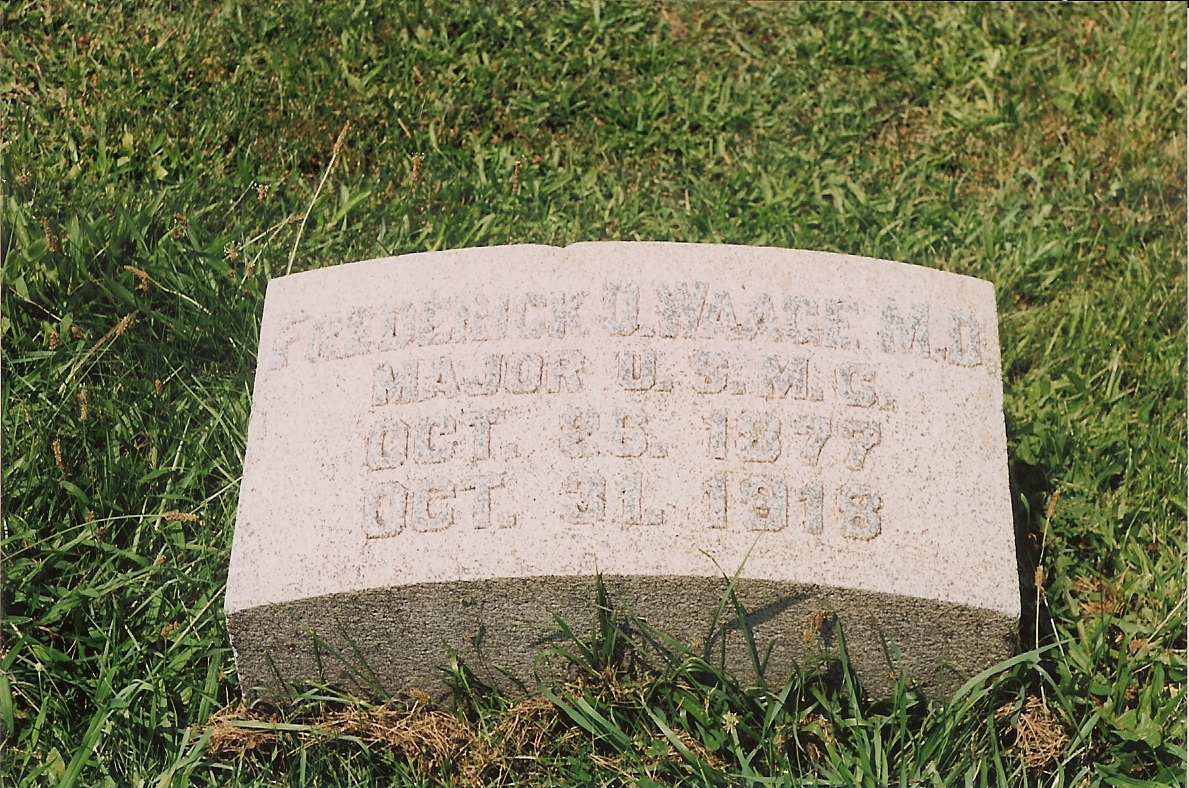 FREDERICK O. WAAGE, M.D.
MAJOR U. S. M. C.
OCT. 25. 1877
OCT. 31. 1918